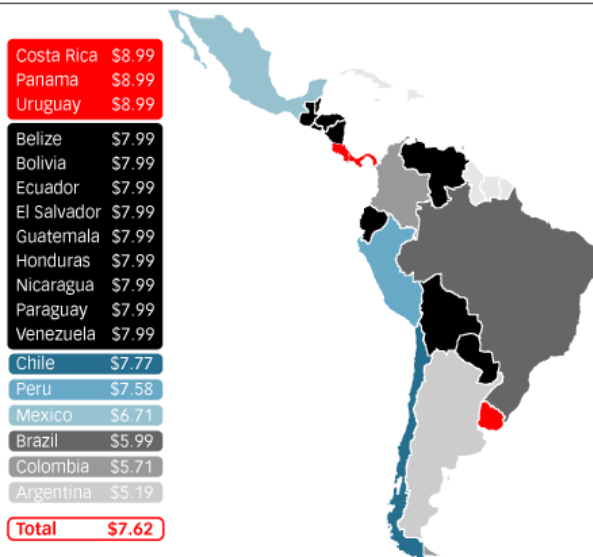 Costa Rica $8.99
Panama $8.99
Uruguay $8.99
Belize $7.99
Bolivia $7.99
Ecuador $7.99
El Salvador $7.99
Guatemala $7.99
Honduras $7.99
Nicaragua $7.99
Paraguay $7.99
Venezuela $7.99
Chile $7.77
Peru $7.58
Mexico $6.71
Brazil $5.99
Colombia $5.71
Argentina $5.19
Total $7.62